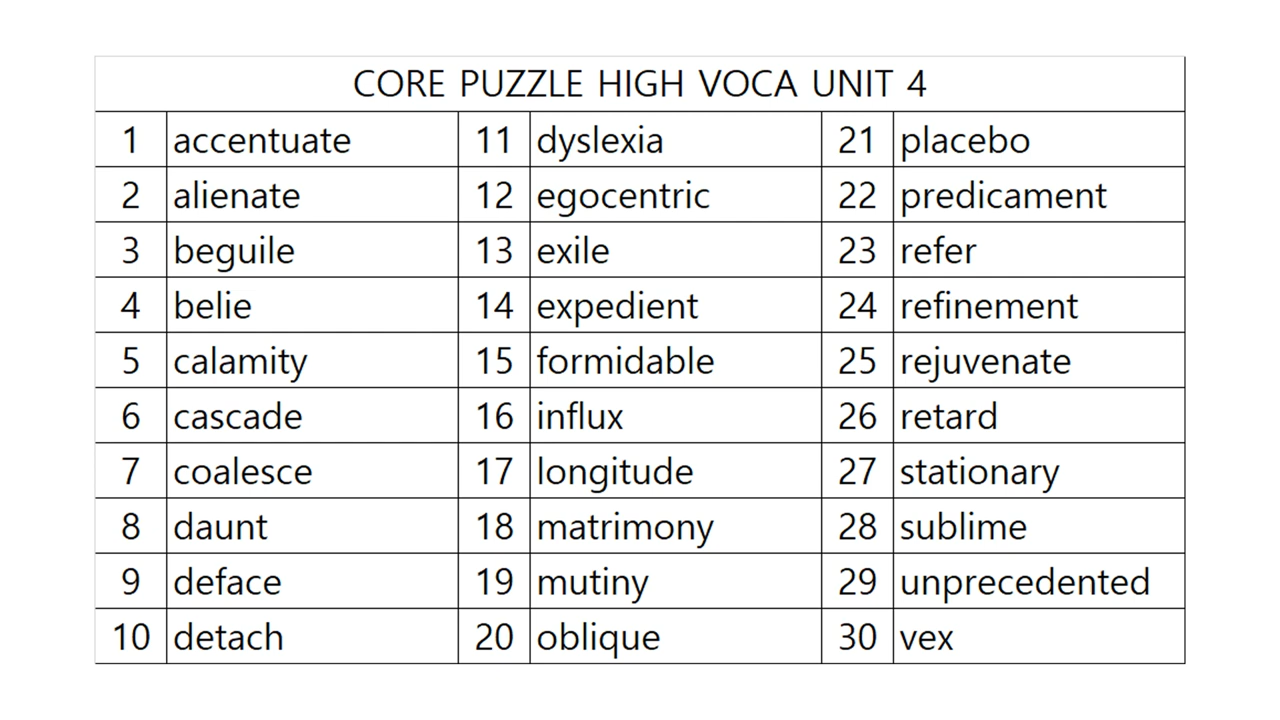 CORE PUZZLE HIGH VOCA UNIT 4
1 accentuate 11 dyslexia 21 placebo
2 alienate 12 egocentric 22 predicament
3 beguile 13 exile 23 refer
4 belie 14 expedient 24 refinement
5 calamity 15 formidable 25 rejuvenate
6 cascade 16 influx 26 retard
7 coalesce 17 longitude 27 stationary
8 daunt 18 matrimony 28 sublime
9 deface 19 mutiny 29 unprecedented
10 detach 20 oblique 30 vex